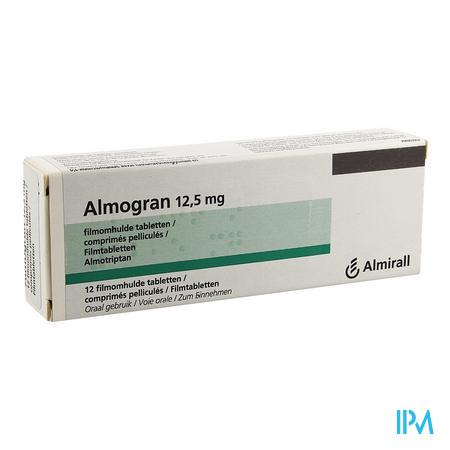 Almogran 12,5 mg
filmomhulde tabletten /
comprimés pelliculés /
Filmtabletten
Almotriptan
12 filmomhulde tabletten /
comprimés pelliculés / Filmtabletten
Oraal gebruik / Voie orale / Zum Einnehmen
Almirall
IPM